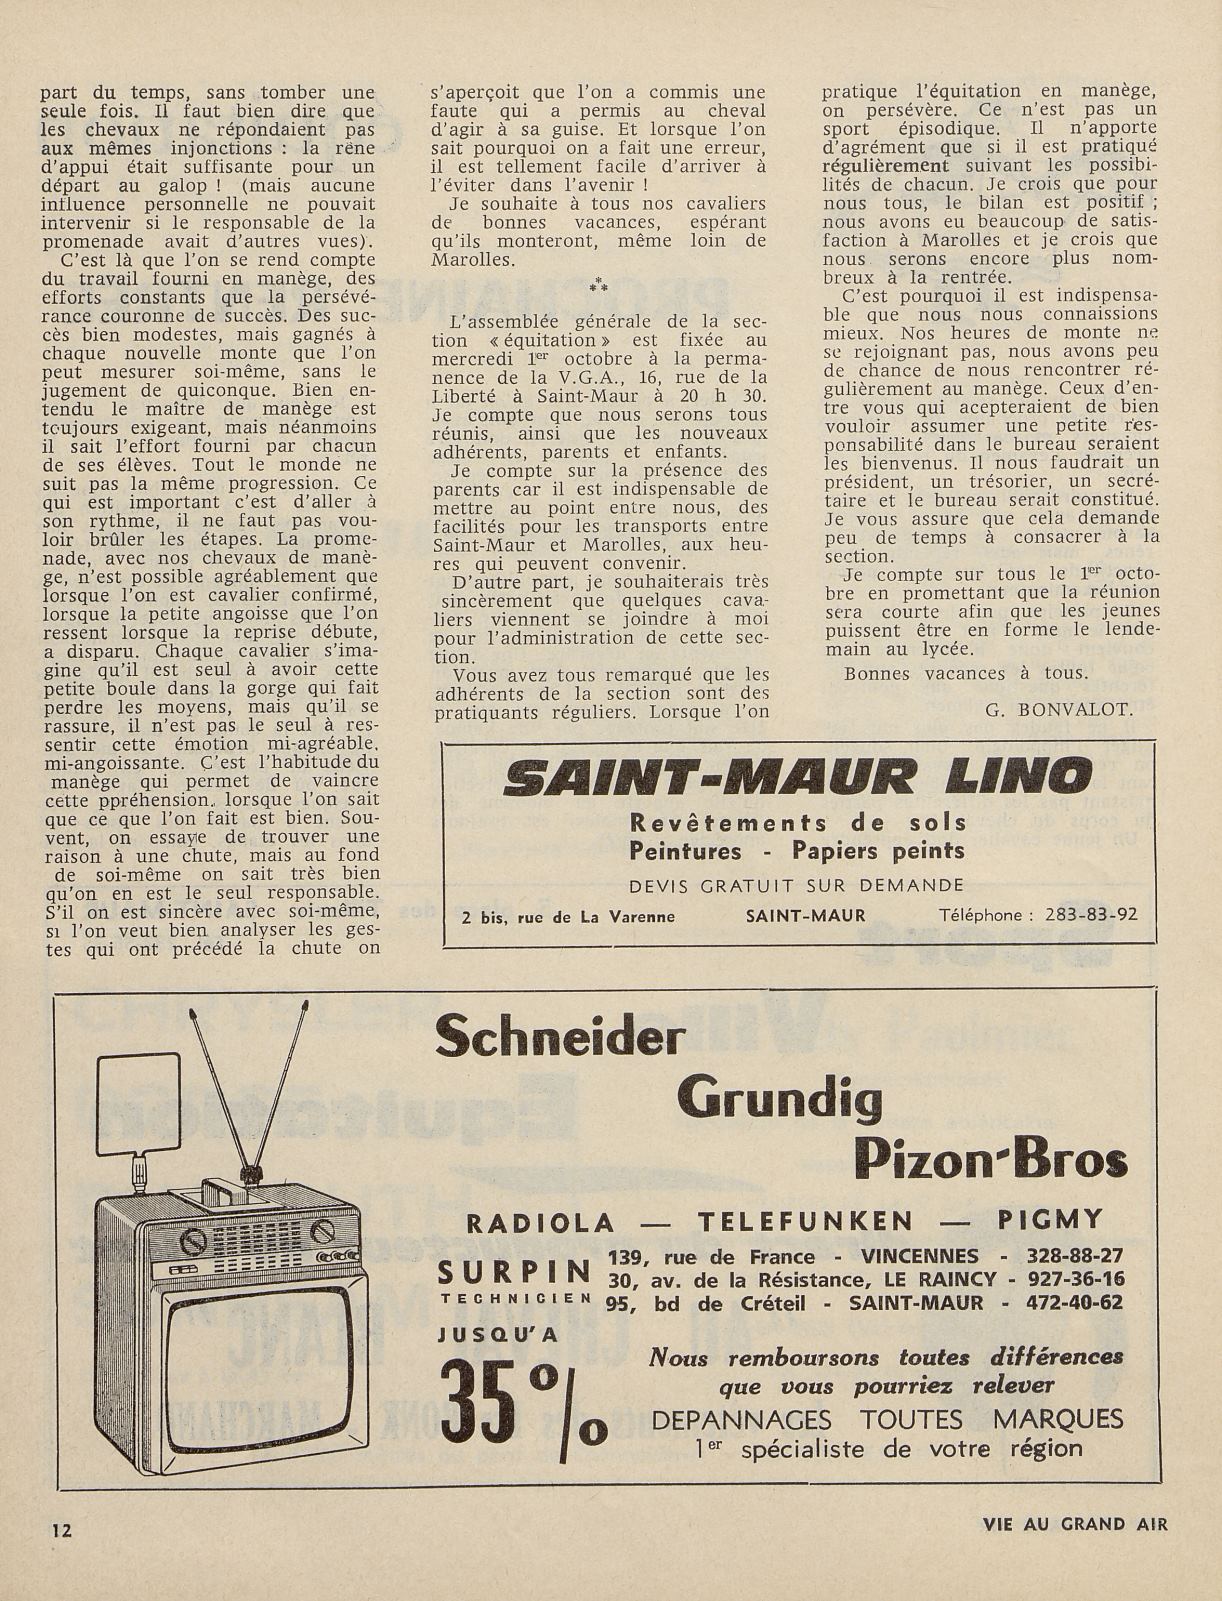 part du temps, sans tomber une
seule fois. Il faut bien dire que
les chevaux ne répondaient pas
aux mêmes injonctions : la rêne
d'appui était suffisante pour un
départ au galop ! (mais aucune
influence personnelle ne pouvait
intervenir si le responsable de la
promenade avait d'autres vues).
C'est là que l'on se rend compte
du travail fourni en manège, des
efforts constants que la persévé-
rance couronne de succès. Des suc-
cès bien modestes, mais gagnés à
chaque nouvelle monte que l'on
peut mesurer soi-même, sans le
jugement de quiconque. Bien en-
tendu le maître de manège est
toujours exigeant, mais néanmoins
il sait l'effort fourni par chacun
de ses élèves. Tout le monde ne
suit pas la même progression. Ce
qui est important c'est d'aller à
son rythme, il ne faut pas vou-
loir brûler les étapes. La prome-
nade, avec nos chevaux de manè-
ge, n'est possible agréablement que
lorsque l'on est cavalier confirmé,
lorsque la petite angoisse que l'on
ressent lorsque la reprise débute,
a disparu. Chaque cavalier s'ima-
gine qu'il est seul à avoir cette
petite boule dans la gorge qui fait
perdre les moyens, mais qu'il se
rassure, il n'est pas le seul à res-
sentir cette émotion mi-agréable,
mi-angoissante. C'est l'habitude du
manège qui permet de vaincre
cette ppréhension, lorsque l'on sait
que ce que l'on fait est bien. Sou-
vent, on essaye de trouver une
raison à une chute, mais au fond
de soi-même on sait très bien
qu'on en est le seul responsable.
S'il on est sincère avec soi-même,
si l'on veut bien analyser les ges-
tes qui ont précédé la chute on
s'aperçoit que l'on a commis une
faute qui a permis au cheval
d'agir à sa guise. Et lorsque l'on
sait pourquoi on a fait une erreur,
il est tellement facile d'arriver à
l'éviter dans l'avenir !
Je souhaite à tous nos cavaliers
de bonnes vacances, espérant
qu'ils monteront, même loin de
Marolles.
***
L'assemblée générale de la sec-
tion « équitation » est fixée au
mercredi 1er octobre à la perma-
nence de la V.G.A., 16, rue de la
Liberté à Saint-Maur à 20 h 30.
Je compte que nous serons tous
réunis, ainsi que les nouveaux
adhérents, parents et enfants.
Je compte sur la présence des
parents car il est indispensable de
mettre au point entre nous, des
facilités pour les transports entre
Saint-Maur et Marolles, aux heu-
res qui peuvent convenir.
D'autre part, je souhaiterais très
sincèrement que quelques cava-
liers viennent se joindre à moi
pour l'administration de cette sec-
tion.
Vous avez tous remarqué que les
adhérents de la section sont des
pratiquants réguliers. Lorsque l'on
pratique l'équitation en manège,
on persévère. Ce n'est pas un
sport épisodique. Il n'apporte
d'agrément que si il est pratiqué
régulièrement suivant les possibi-
lités de chacun. Je crois que pour
nous tous, le bilan est positif ;
nous avons eu beaucoup de satis-
faction à Marolles et je crois que
nous serons encore plus nom-
breux à la rentrée.
C'est pourquoi il est indispensa-
ble que nous nous connaissions
mieux. Nos heures de monte ne
se rejoignant pas, nous avons peu
de chance de nous rencontrer ré-
gulièrement au manège. Ceux d'en-
tre vous qui acepteraient de bien
vouloir assumer une petite res-
ponsabilité dans le bureau seraient
les bienvenus. Il nous faudrait un
président, un trésorier, un secré-
taire et le bureau serait constitué.
Je vous assure que cela demande
peu de temps à consacrer à la
section.
Je compte sur tous le 1er octo-
bre en promettant que la réunion
sera courte afin que les jeunes
puissent être en forme le lende-
main au lycée.
Bonnes vacances à tous.
G. BONVALOT.
SAINT-MAUR LINO
Revêtements de sols
Peintures - Papiers peints
DEVIS GRATUIT SUR DEMANDE
2 bis, rue de La Varenne SAINT-MAUR Téléphone : 283-83-92
Schneider
Grundig
Pizon-Bros
RADIOLA — TELEFUNKEN — PIGMY
SURPIN
TECHNICIEN
139, rue de France - VINCENNES - 328-88-27
30, av. de la Résistance, LE RAINCY - 927-36-16
95, bd de Créteil - SAINT-MAUR - 472-40-62
JUSQU'A
35%
Nous remboursons toutes différences
que vous pourriez relever
DEPANNAGES TOUTES MARQUES
1er spécialiste de votre région
12
VIE AU GRAND AIR